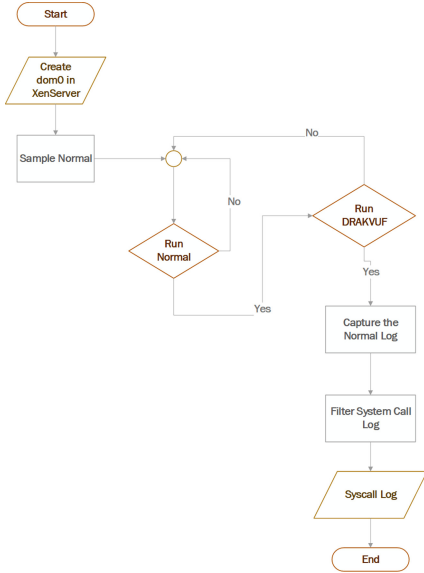 Start
Create
dom0 in
XenServer
Sample Normal
No
No
Run
Normal
Run
DRAKVUF
Yes
Yes
Capture the
Normal Log
Filter System Call
Log
Syscall Log
End